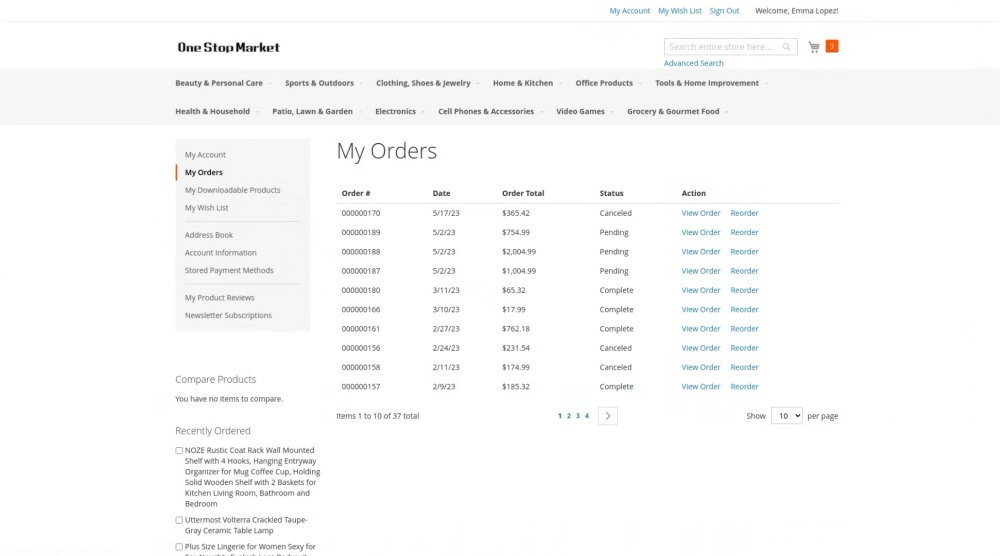 My Account My Wish List Sign Out Welcome, Emma Lopez!
One Stop Market
Search entire store here...
3
Advanced Search
Beauty & Personal Care Sports & Outdoors Clothing, Shoes & Jewelry Home & Kitchen Office Products Tools & Home Improvement
Health & Household Patio, Lawn & Garden Electronics Cell Phones & Accessories Video Games Grocery & Gourmet Food
My Account
My Orders
My Downloadable Products
My Wish List
Address Book
Account Information
Stored Payment Methods
My Product Reviews
Newsletter Subscriptions
My Orders
Order # Date Order Total Status Action
000000170 5/17/23 $365.42 Canceled View Order Reorder
000000189 5/2/23 $754.99 Pending View Order Reorder
000000188 5/2/23 $2,004.99 Pending View Order Reorder
000000187 5/2/23 $1,004.99 Pending View Order Reorder
000000180 3/11/23 $65.32 Complete View Order Reorder
000000166 3/10/23 $17.99 Complete View Order Reorder
000000161 2/27/23 $762.18 Complete View Order Reorder
000000156 2/24/23 $231.54 Canceled View Order Reorder
000000158 2/11/23 $174.99 Canceled View Order Reorder
000000157 2/9/23 $185.32 Complete View Order Reorder
Items 1 to 10 of 37 total 1 2 3 4 Show 10 per page
Compare Products
You have no items to compare.
Recently Ordered
NOZE Rustic Coat Rack Wall Mounted
Shelf with 4 Hooks, Hanging Entryway
Organizer for Mug Coffee Cup, Holding
Solid Wooden Shelf with 2 Baskets for
Kitchen Living Room, Bathroom and
Bedroom
Uttermost Volterra Crackled Taupe-
Gray Ceramic Table Lamp
Plus Size Lingerie for Women Sexy for